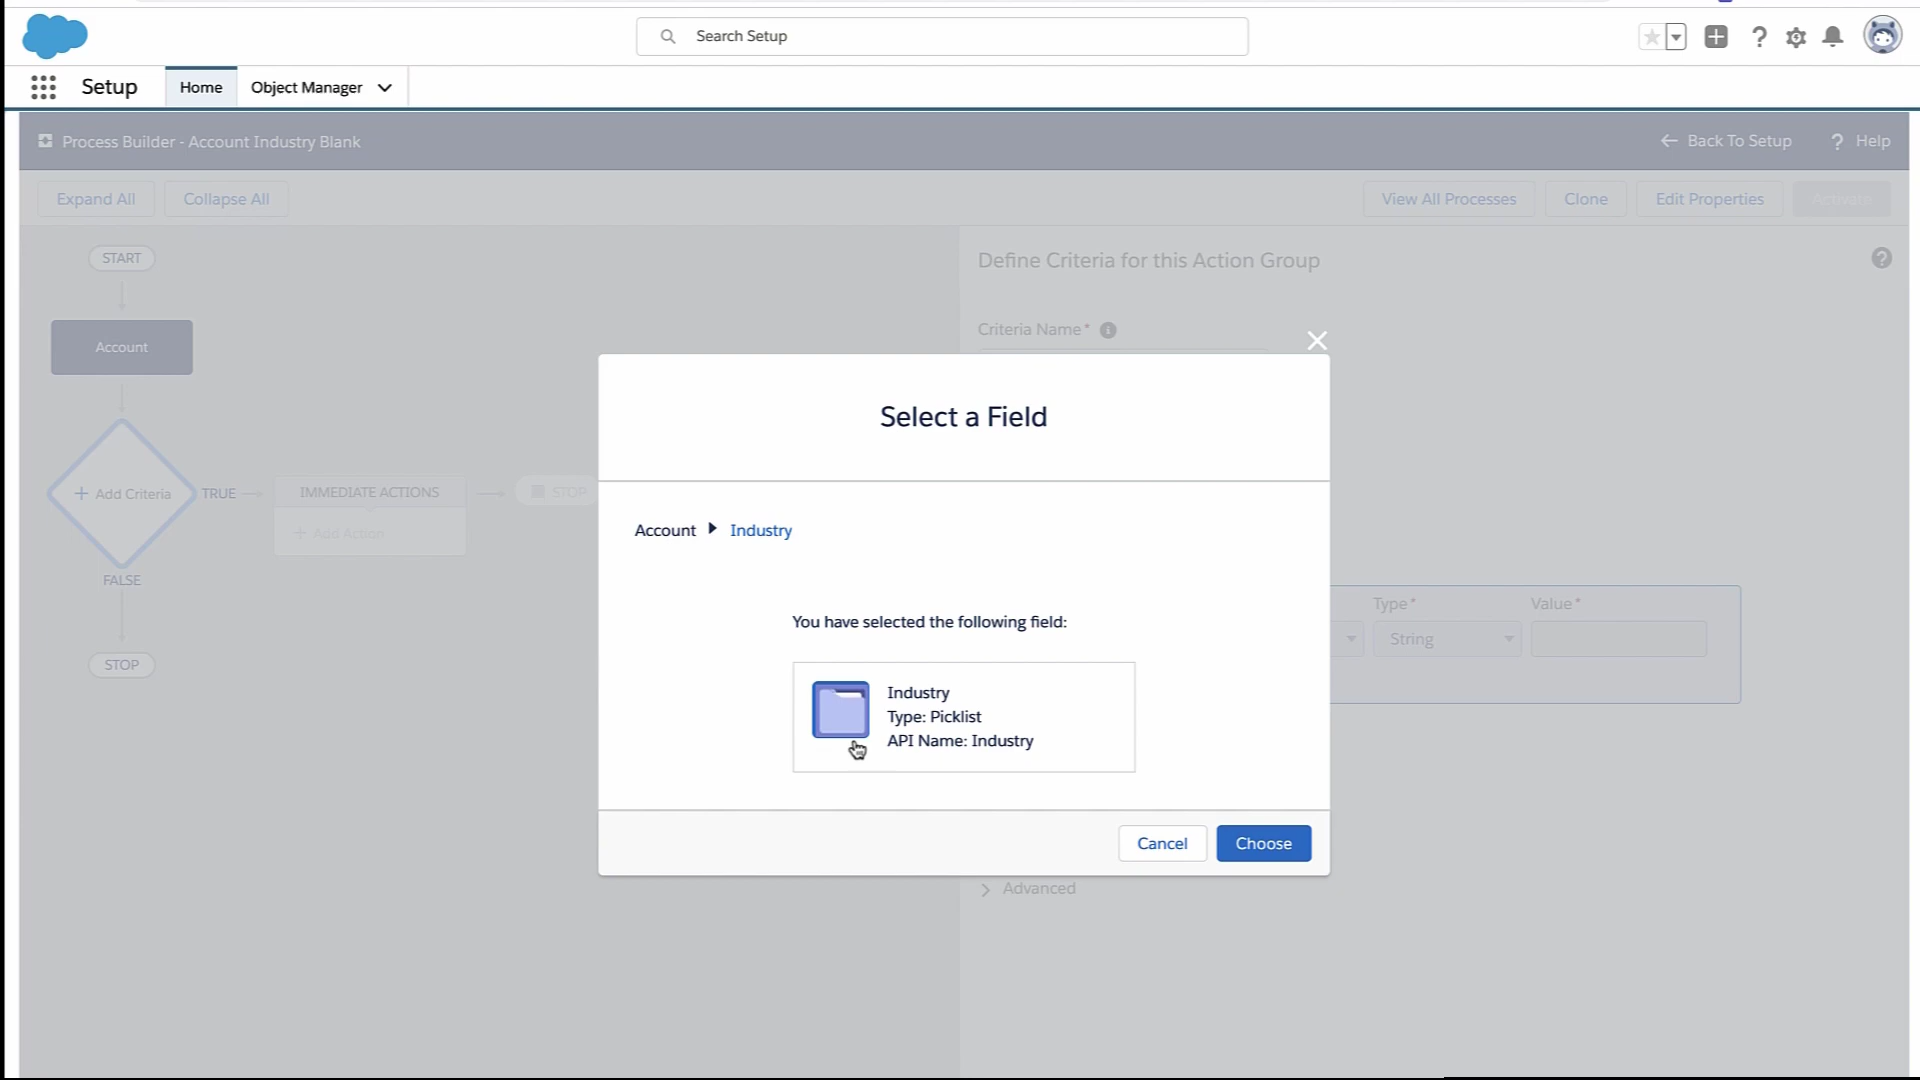 Search Setup
Setup
Home
Object Manager
Process Builder - Account Industry Blank
Back To Setup
? Help
Expand All
Collapse All
View All Processes
Clone
Edit Properties
Activate
START
Account
+ Add Criteria
TRUE
IMMEDIATE ACTIONS
+ Add Action
STOP
FALSE
STOP
Define Criteria for this Action Group
Criteria Name*
Select a Field
Account
Industry
You have selected the following field:
Industry
Type: Picklist
API Name: Industry
Cancel
Choose
Type*
Value*
String
Advanced